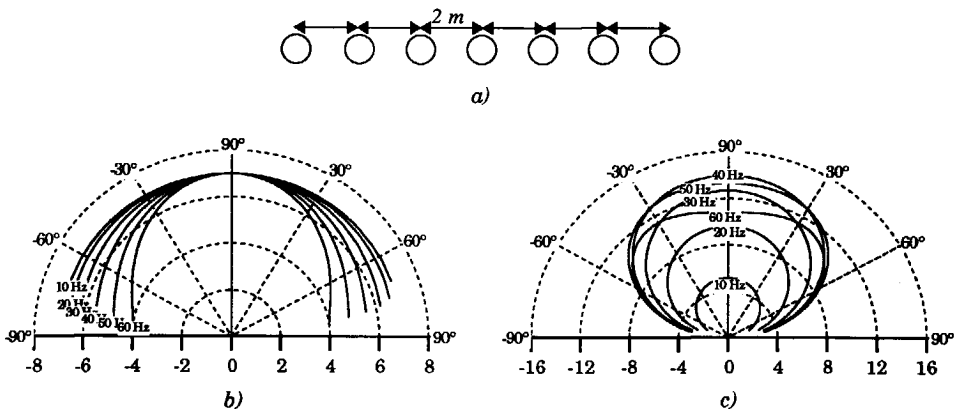 2 m
a)
90°
-30° 30°
-60° 60°
10 Hz
20 Hz
30 H
40
50 H
60 Hz
-90° 90°
-8 -6 -4 -2 0 2 4 6 8
b)
90°
-30° 30°
-60° 60°
40 Hz
50 Hz
30 Hz
60 Hz
20 Hz
10 Hz
-90° 90°
-16 -12 -8 -4 0 4 8 12 16
c)